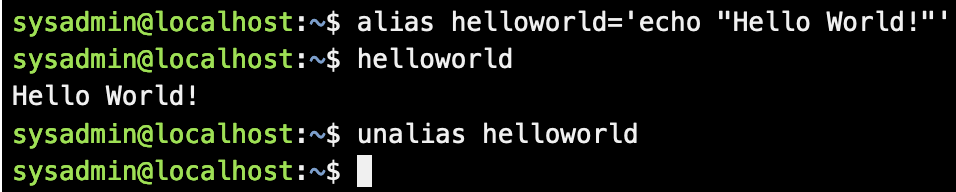 sysadmin@localhost:~$ alias helloworld='echo "Hello World!"'
sysadmin@localhost:~$ helloworld
Hello World!
sysadmin@localhost:~$ unalias helloworld
sysadmin@localhost:~$